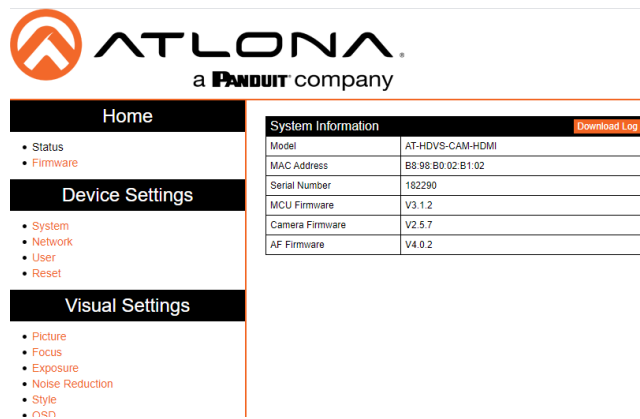 ATLONA.
a PANDUIT company
Home
• Status
• Firmware
Device Settings
• System
• Network
• User
• Reset
Visual Settings
• Picture
• Focus
• Exposure
• Noise Reduction
• Style
• OSD
System Information Download Log
Model AT-HDVS-CAM-HDMI
MAC Address B8:98:B0:02:B1:02
Serial Number 182290
MCU Firmware V3.1.2
Camera Firmware V2.5.7
AF Firmware V4.0.2